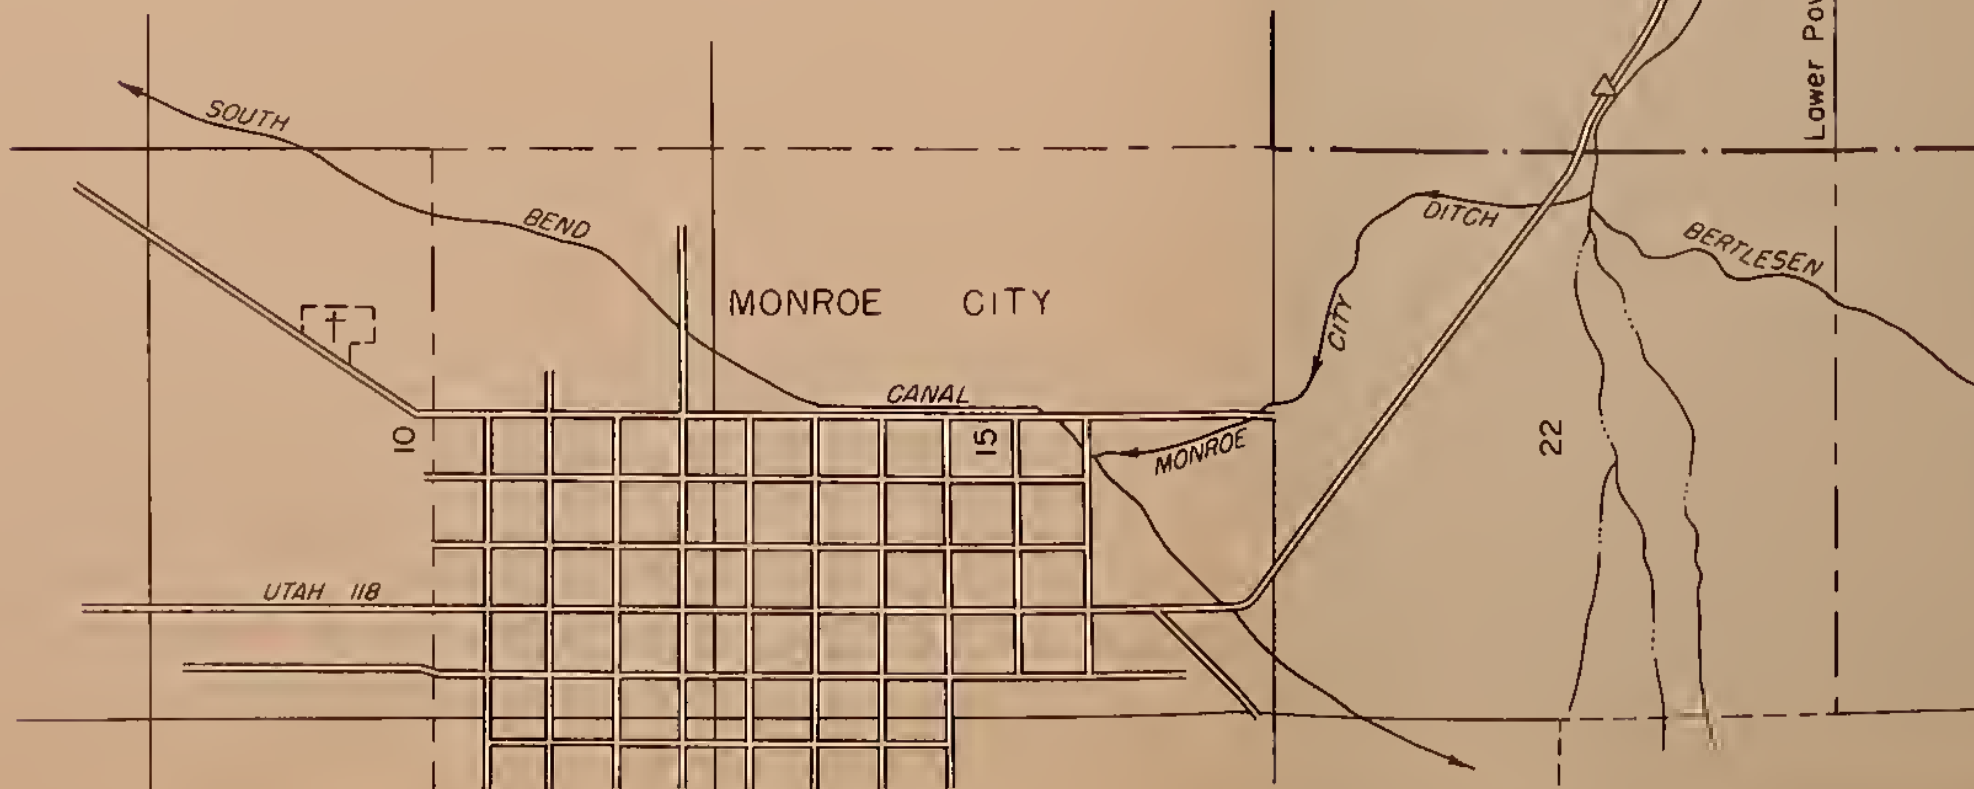 Lower Pow
SOUTH
BEND
CANAL
MONROE CITY
DITCH
CITY
MONROE
BERTLESEN
10
15
22
UTAH 118